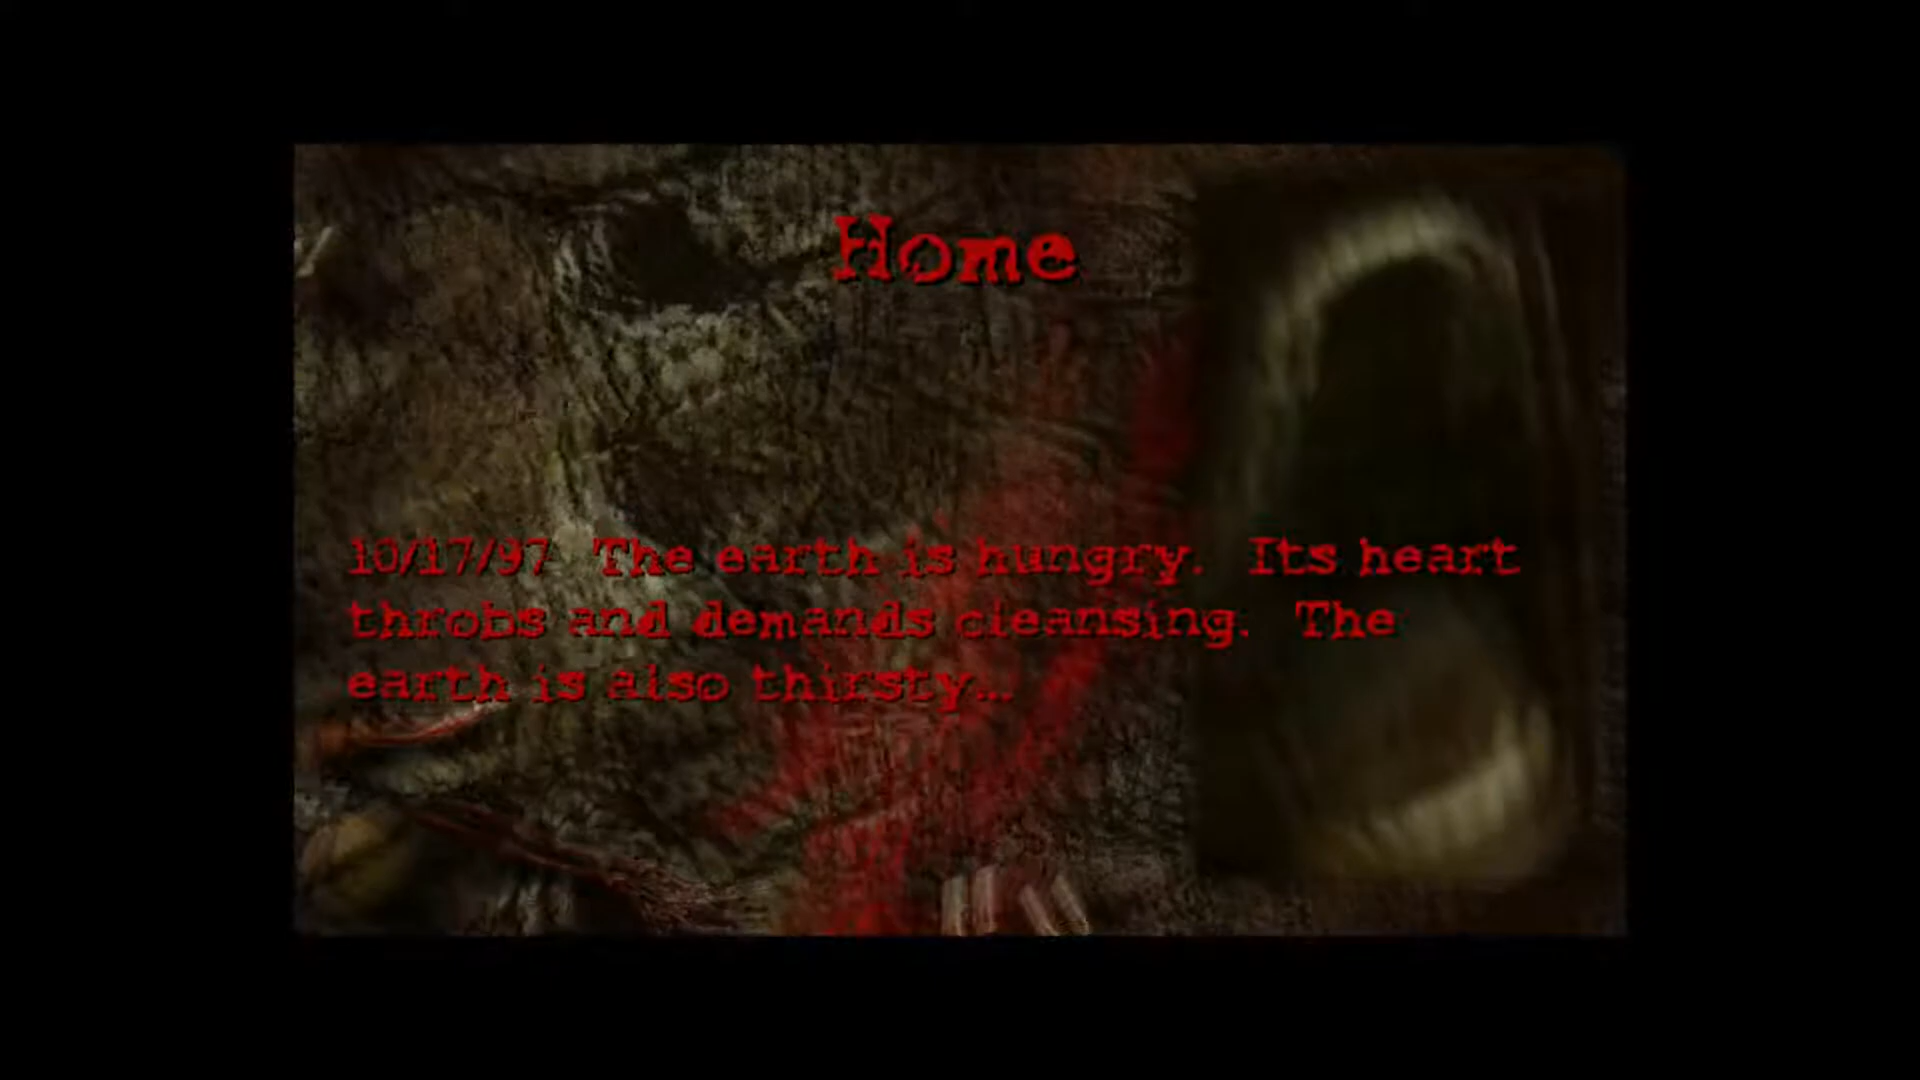 Home
10/17/97  The earth is hungry.  Its heart
throbs and demands cleansing.  The
earth is also thirsty...